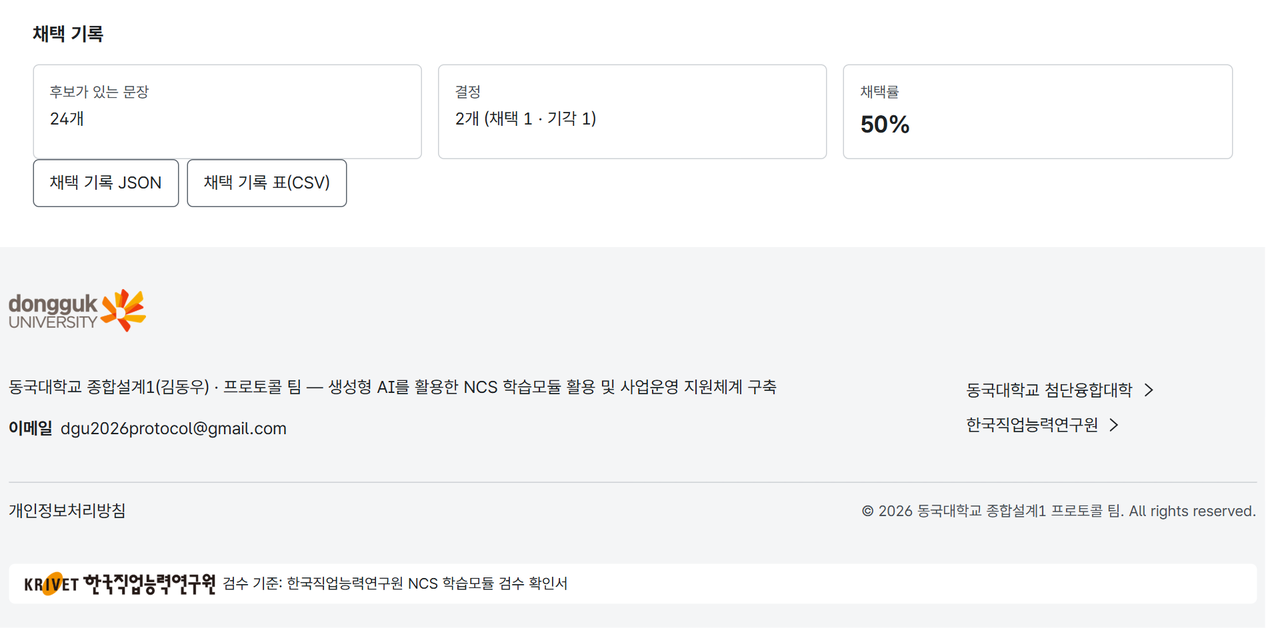 채택 기록
후보가 있는 문장
24개
결정
2개 (채택 1 · 기각 1)
채택률
50%
채택 기록 JSON
채택 기록 표(CSV)
dongguk
UNIVERSITY
동국대학교 종합설계1(김동우) · 프로토콜 팀 — 생성형 AI를 활용한 NCS 학습모듈 활용 및 사업운영 지원체계 구축
이메일 dgu2026protocol@gmail.com
동국대학교 첨단융합대학
한국직업능력연구원
개인정보처리방침
© 2026 동국대학교 종합설계1 프로토콜 팀. All rights reserved.
KRIVET 한국직업능력연구원 검수 기준: 한국직업능력연구원 NCS 학습모듈 검수 확인서